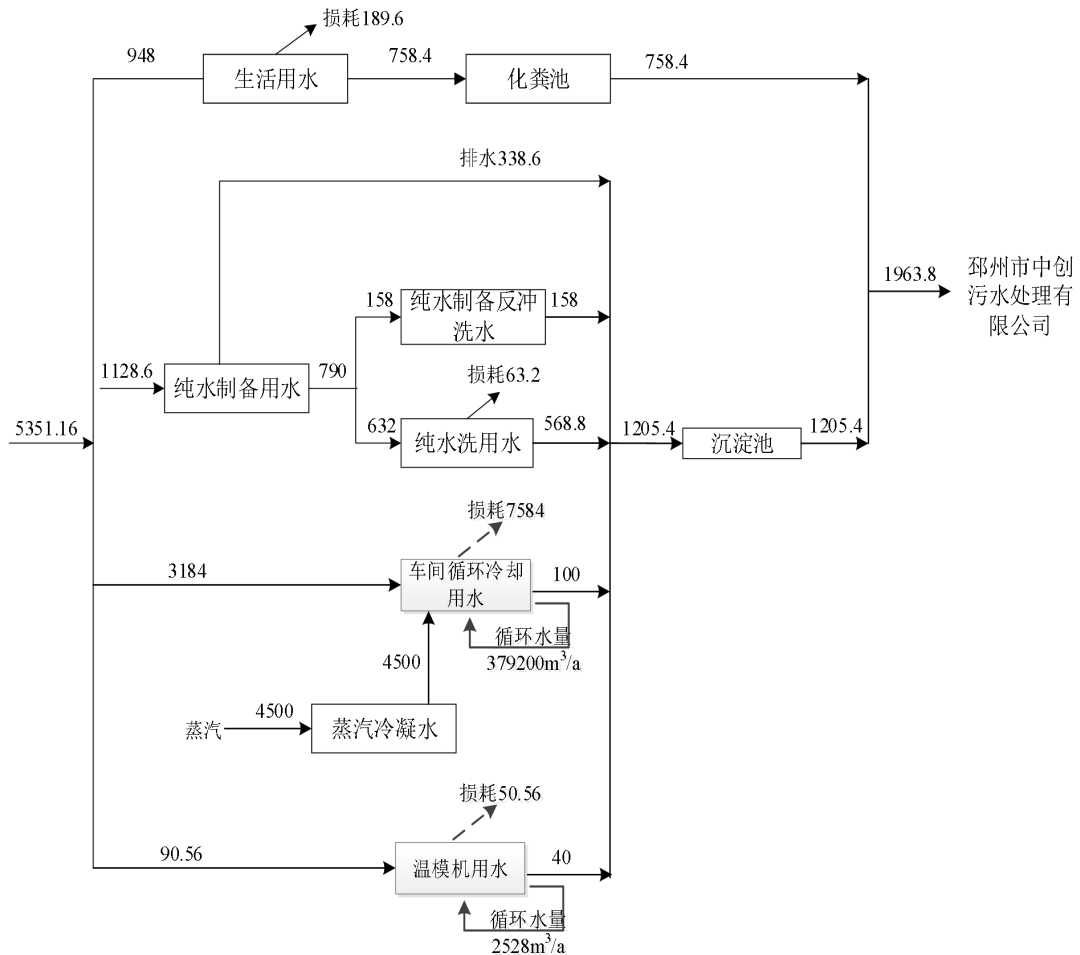 损耗189.6
948
生活用水
758.4
化粪池
758.4
排水338.6
1963.8
邳州市中创
污水处理有
限公司
158
纯水制备反冲
洗水
158
1128.6
纯水制备用水
790
损耗63.2
5351.16
632
纯水洗用水
568.8
1205.4
沉淀池
1205.4
损耗7584
3184
车间循环冷却
用水
100
循环水量
379200m³/a
4500
蒸汽
4500
蒸汽冷凝水
损耗50.56
90.56
温模机用水
40
循环水量
2528m³/a